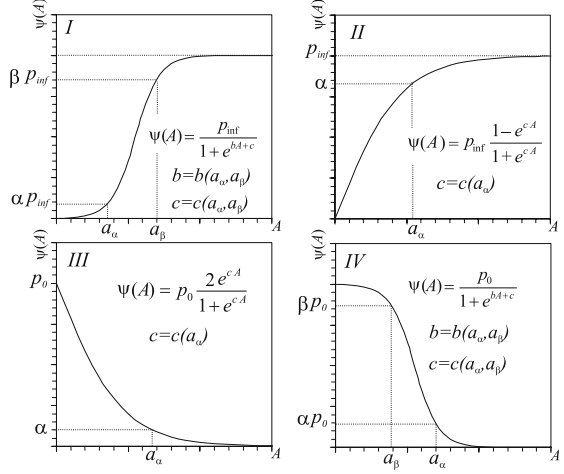 ψ(A)
I
β p_inf
α p_inf
ψ(A) = p_inf / (1 + e^{bA+c})
b=b(a_α,a_β)
c=c(a_α,a_β)
a_α a_β A
ψ(A)
II
p_inf
α
ψ(A) = p_inf (1 − e^{cA}) / (1 + e^{cA})
c=c(a_α)
a_α A
ψ(A)
III
p_0
α
ψ(A) = p_0 2e^{cA} / (1 + e^{cA})
c=c(a_α)
a_α A
ψ(A)
IV
βp_0
αp_0
ψ(A) = p_0 / (1 + e^{bA+c})
b=b(a_α,a_β)
c=c(a_α,a_β)
a_β a_α A